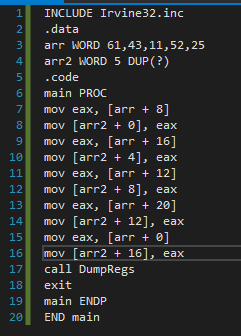 1 INCLUDE Irvine32.inc
2 .data
3 arr WORD 61,43,11,52,25
4 arr2 WORD 5 DUP(?)
5 .code
6 main PROC
7 mov eax, [arr + 8]
8 mov [arr2 + 0], eax
9 mov eax, [arr + 16]
10 mov [arr2 + 4], eax
11 mov eax, [arr + 12]
12 mov [arr2 + 8], eax
13 mov eax, [arr + 20]
14 mov [arr2 + 12], eax
15 mov eax, [arr + 0]
16 mov [arr2 + 16], eax
17 call DumpRegs
18 exit
19 main ENDP
20 END main